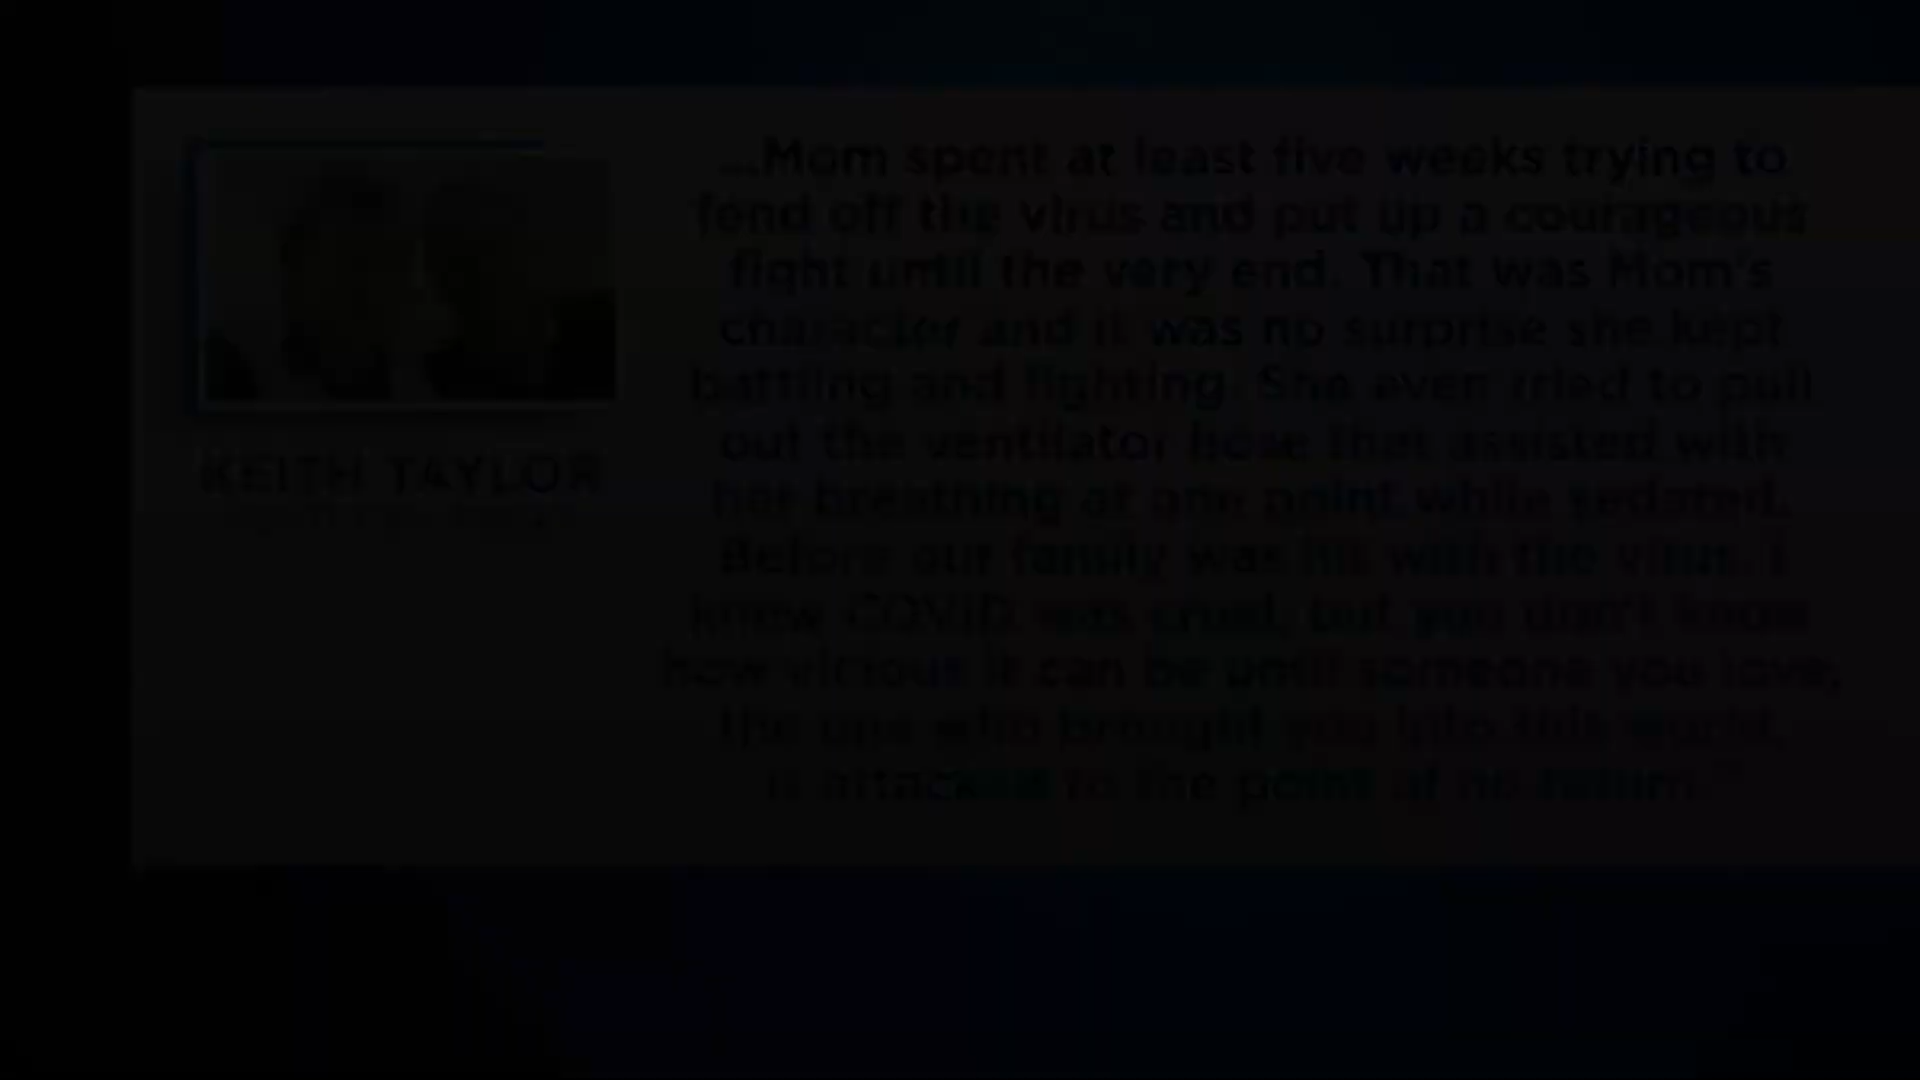 KEITH TAYLOR
...Mom spent at least five weeks trying to
fend off the virus and put up a courageous
fight until the very end. That was Mom's
character and it was no surprise she kept
battling and fighting. She even tried to pull
out the ventilator hose that assisted with
her breathing at one point while sedated.
Before our family was hit with the virus, I
knew COVID was cruel, but you don't know
how vicious it can be until someone you love,
the one who brought you into this world,
is attacked to the point of no return.